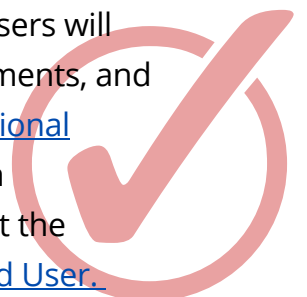 sers will
ments, and
ional
t the
d User.